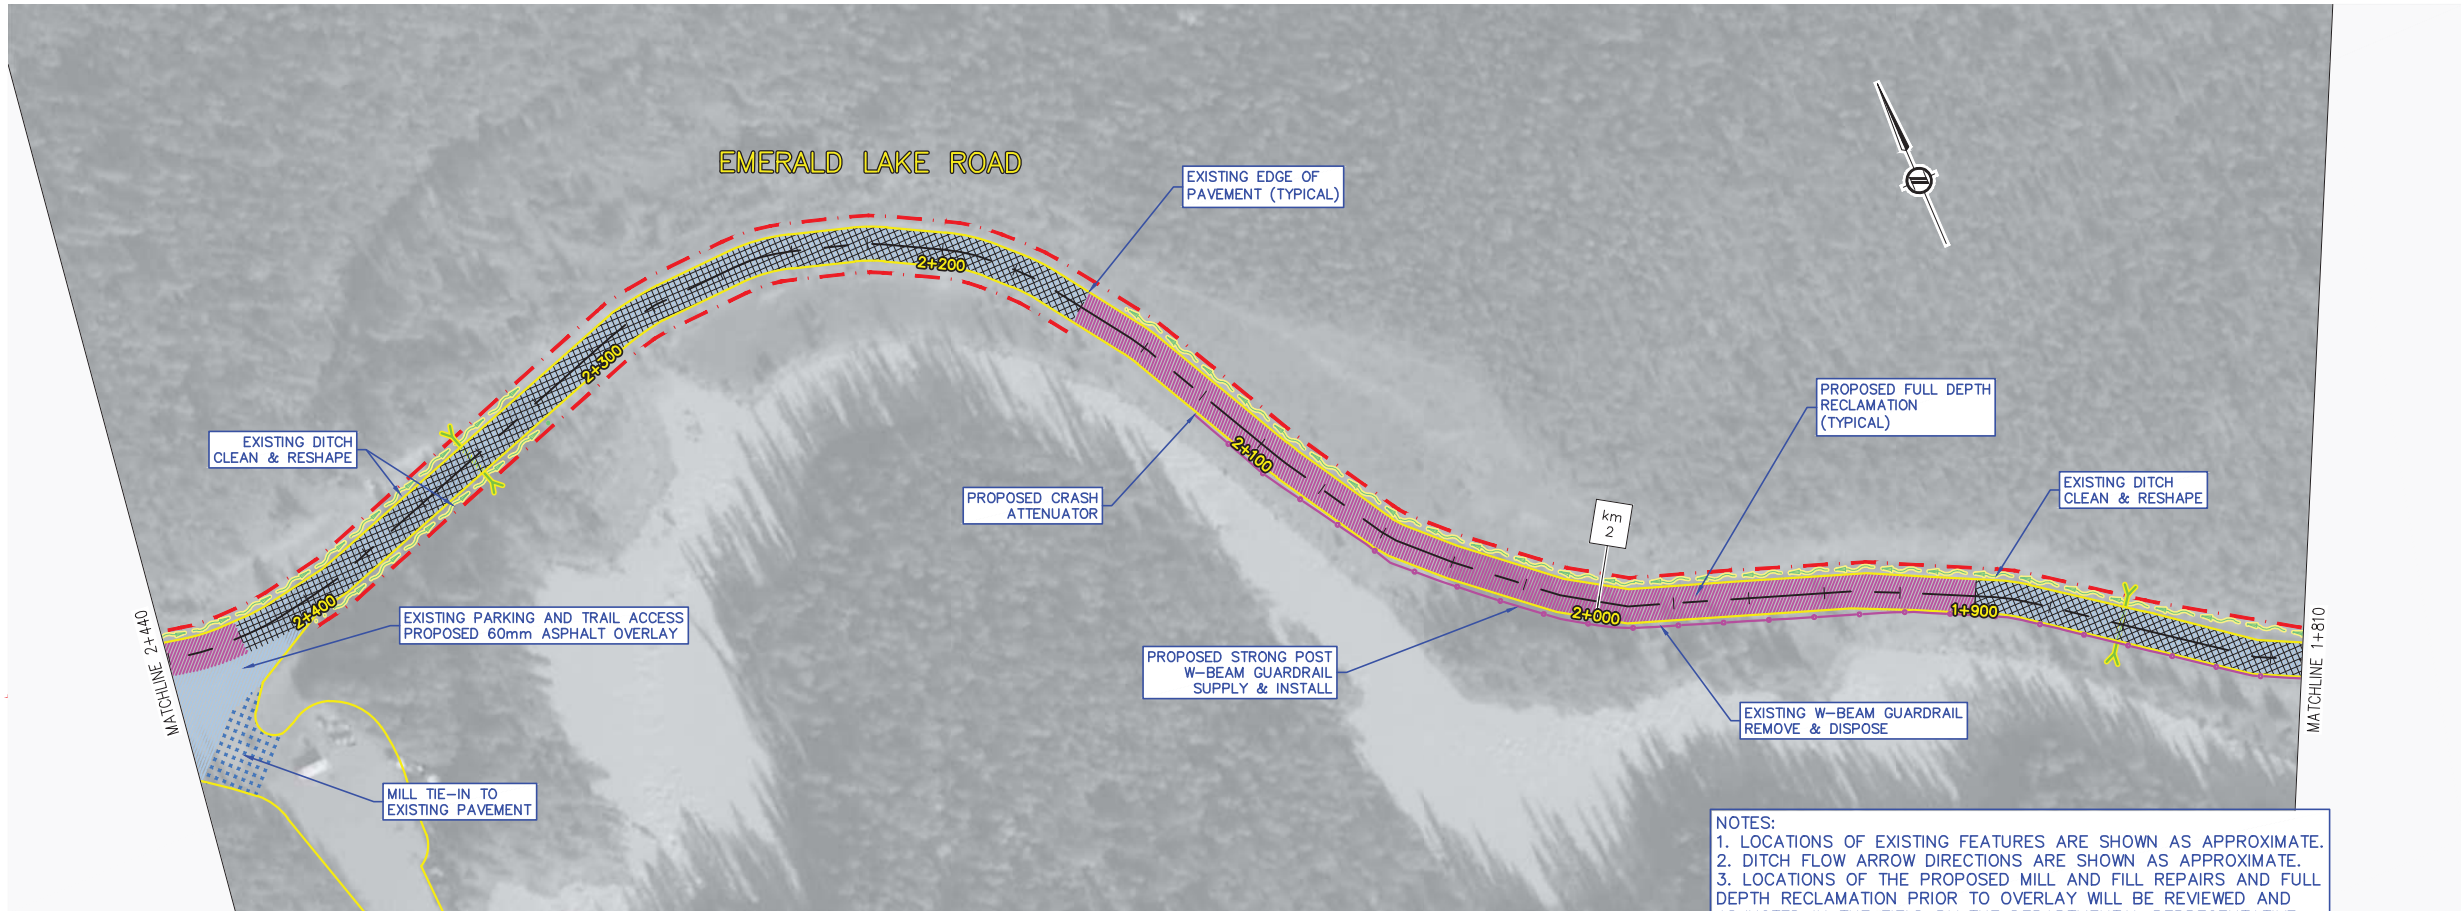 EMERALD LAKE ROAD
EXISTING EDGE OF
PAVEMENT (TYPICAL)
2+200
2+300
PROPOSED FULL DEPTH
RECLAMATION
(TYPICAL)
EXISTING DITCH
CLEAN & RESHAPE
2+100
EXISTING DITCH
CLEAN & RESHAPE
PROPOSED CRASH
ATTENUATOR
km
2
2+400
2+000
1+900
MATCHLINE 2+440
MATCHLINE 1+810
EXISTING PARKING AND TRAIL ACCESS
PROPOSED 60mm ASPHALT OVERLAY
PROPOSED STRONG POST
W-BEAM GUARDRAIL
SUPPLY & INSTALL
EXISTING W-BEAM GUARDRAIL
REMOVE & DISPOSE
MILL TIE-IN TO
EXISTING PAVEMENT
NOTES:
1. LOCATIONS OF EXISTING FEATURES ARE SHOWN AS APPROXIMATE.
2. DITCH FLOW ARROW DIRECTIONS ARE SHOWN AS APPROXIMATE.
3. LOCATIONS OF THE PROPOSED MILL AND FILL REPAIRS AND FULL
DEPTH RECLAMATION PRIOR TO OVERLAY WILL BE REVIEWED AND